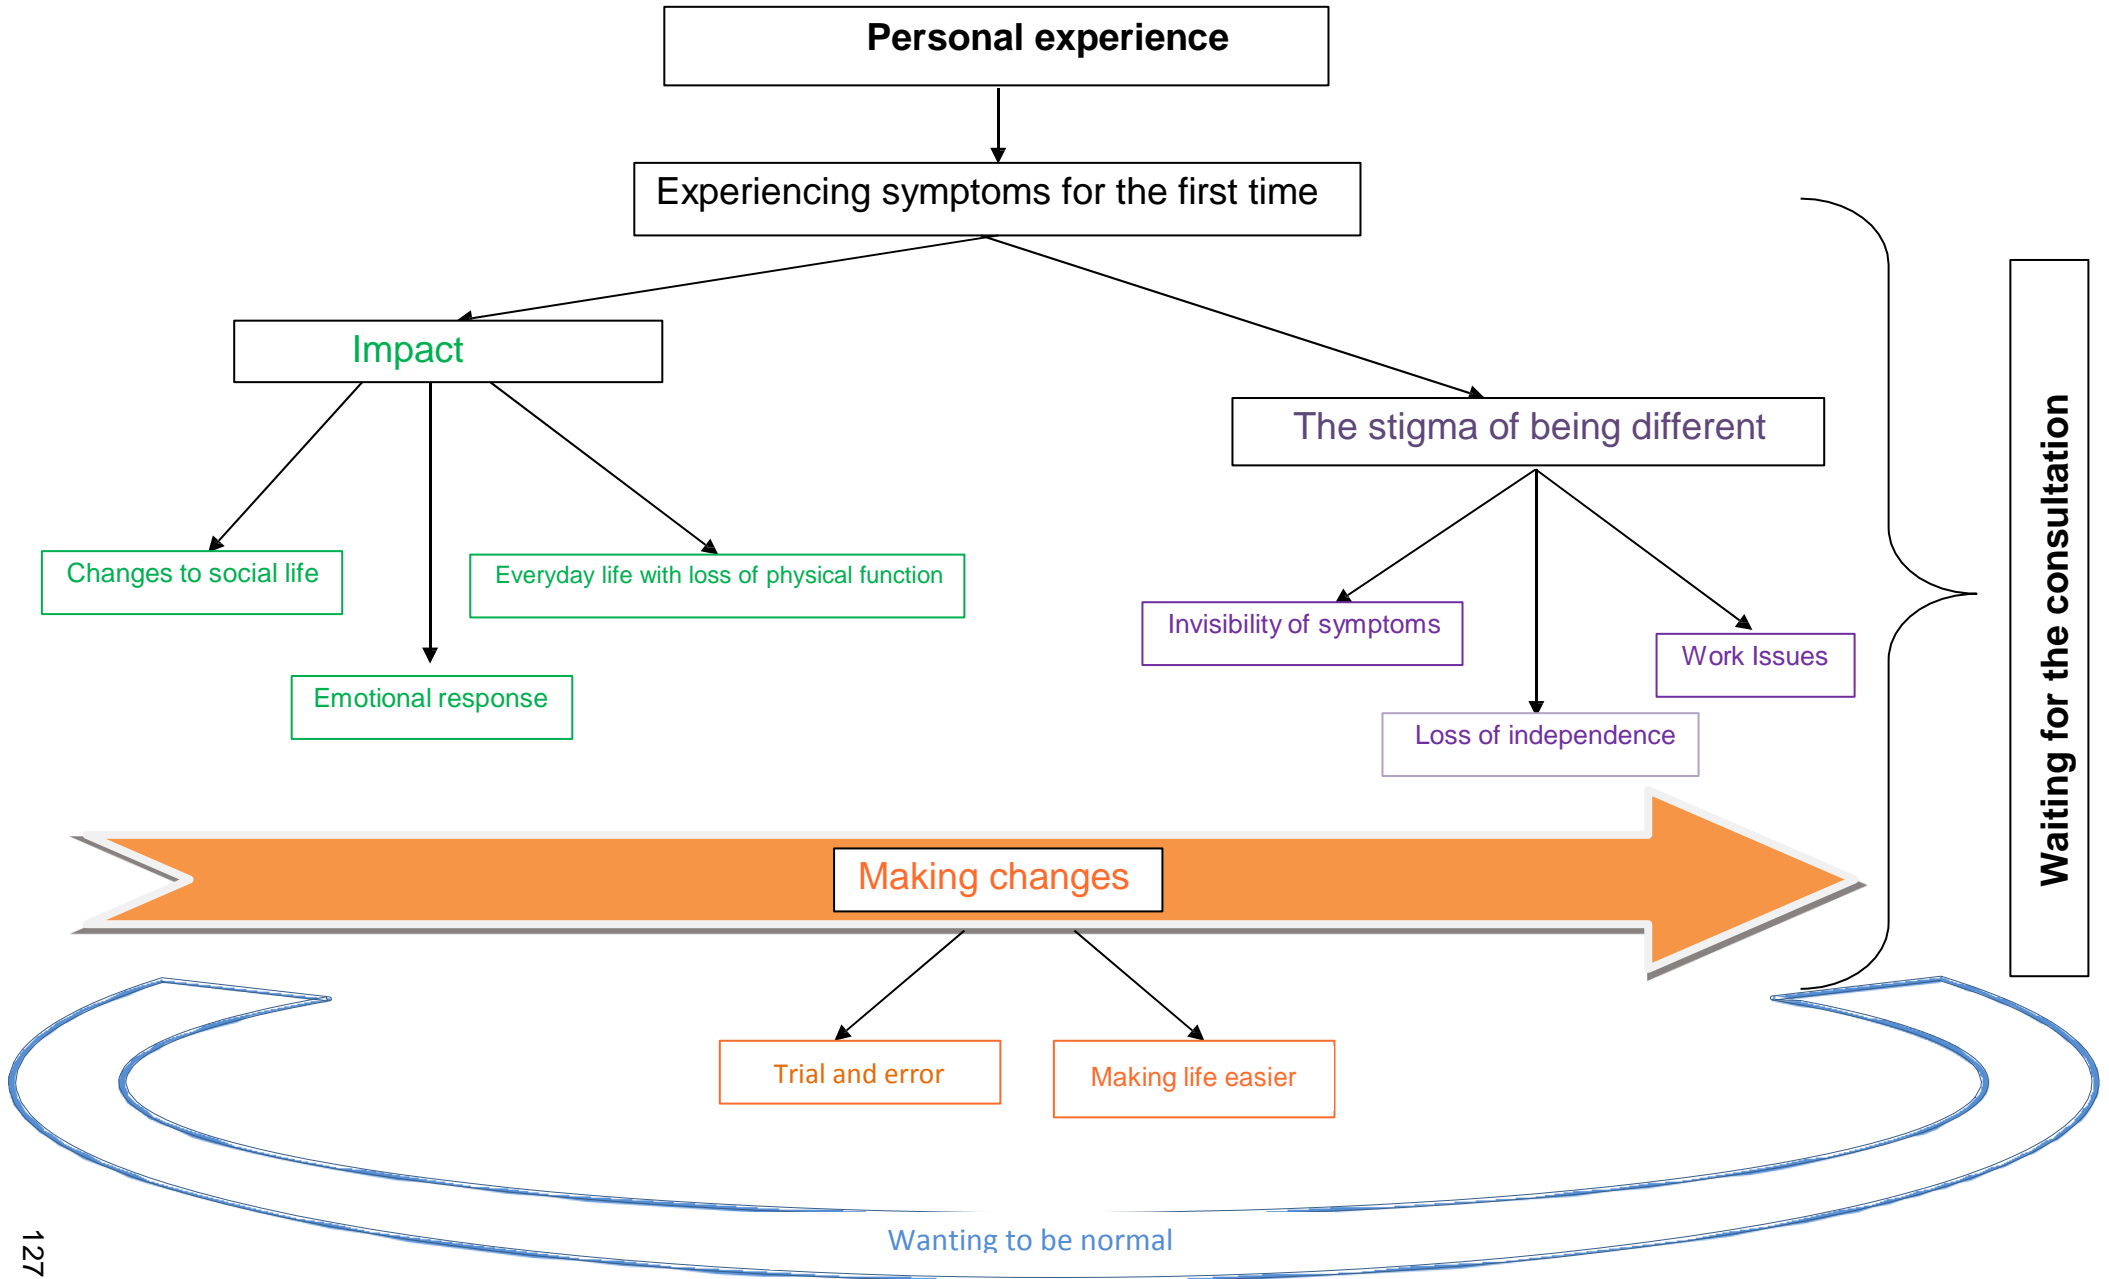 Personal experience
Experiencing symptoms for the first time
Impact
The stigma of being different
Changes to social life
Everyday life with loss of physical function
Emotional response
Invisibility of symptoms
Work Issues
Loss of independence
Waiting for the consultation
Making changes
Trial and error
Making life easier
Wanting to be normal
127